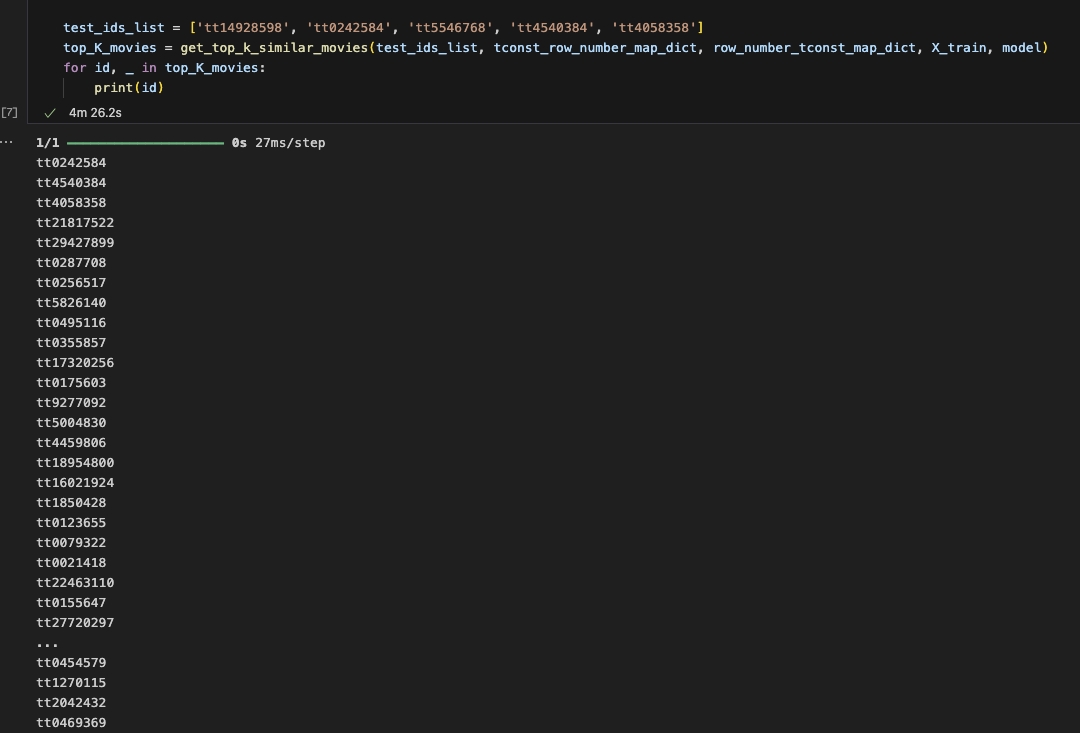 test_ids_list = ['tt14928598', 'tt0242584', 'tt5546768', 'tt4540384', 'tt4058358']
top_K_movies = get_top_k_similar_movies(test_ids_list, tconst_row_number_map_dict, row_number_tconst_map_dict, X_train, model)
for id, _ in top_K_movies:
    print(id)
[7] ✓ 4m 26.2s
... 1/1 ━━━━━━━━━━━━━━━━━━━━ 0s 27ms/step
tt0242584
tt4540384
tt4058358
tt21817522
tt29427899
tt0287708
tt0256517
tt5826140
tt0495116
tt0355857
tt17320256
tt0175603
tt9277092
tt5004830
tt4459806
tt18954800
tt16021924
tt1850428
tt0123655
tt0079322
tt0021418
tt22463110
tt0155647
tt27720297
...
tt0454579
tt1270115
tt2042432
tt0469369